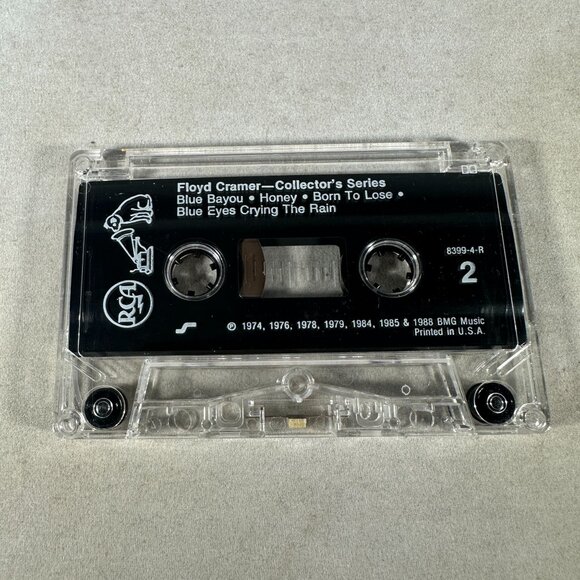 Floyd Cramer—Collector's Series
Blue Bayou • Honey • Born To Lose •
Blue Eyes Crying The Rain
8399-4-R
2
RCA
℗ 1974, 1976, 1978, 1979, 1984, 1985 & 1988 BMG Music
Printed in U.S.A.